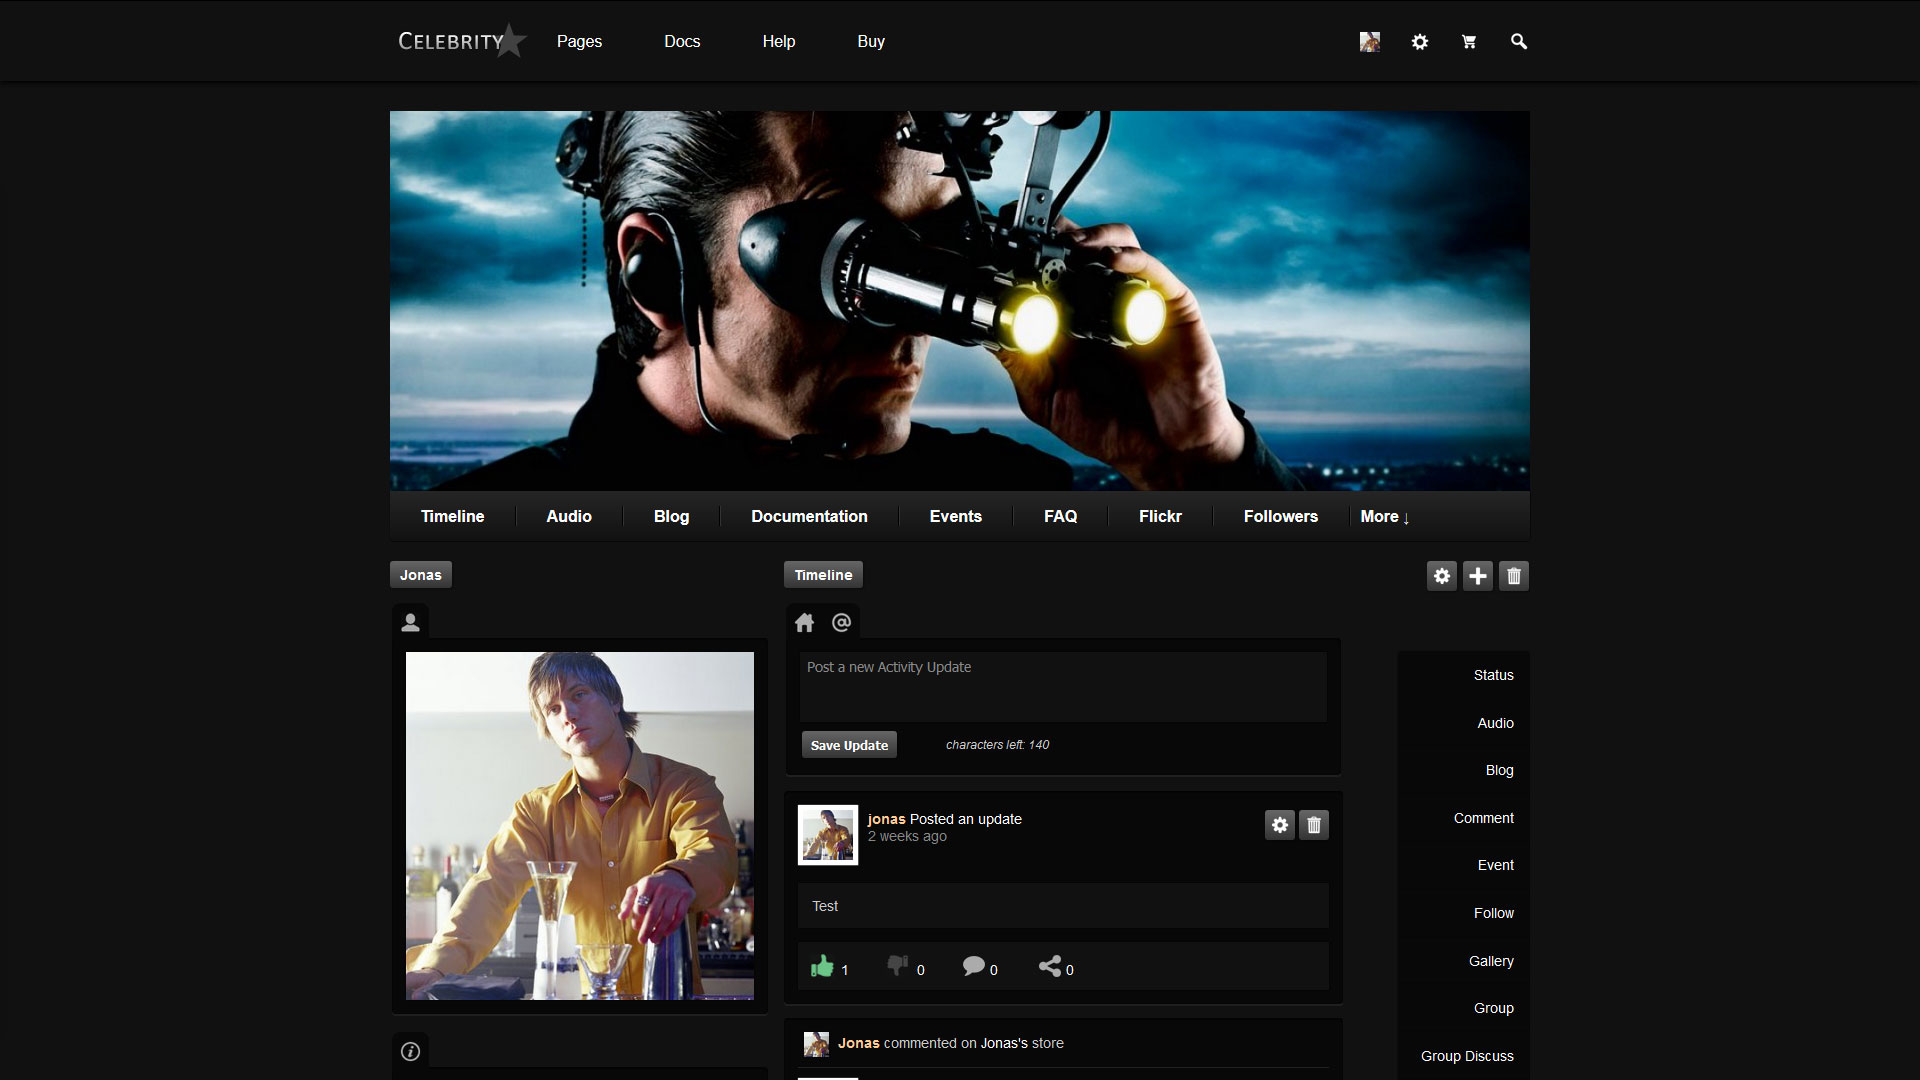 CELEBRITY Pages Docs Help Buy
Timeline Audio Blog Documentation Events FAQ Flickr Followers More ↓
Jonas
Timeline
Post a new Activity Update
Save Update characters left: 140
jonas Posted an update
2 weeks ago
Test
1 0 0 0
Jonas commented on Jonas's store
Status
Audio
Blog
Comment
Event
Follow
Gallery
Group
Group Discuss